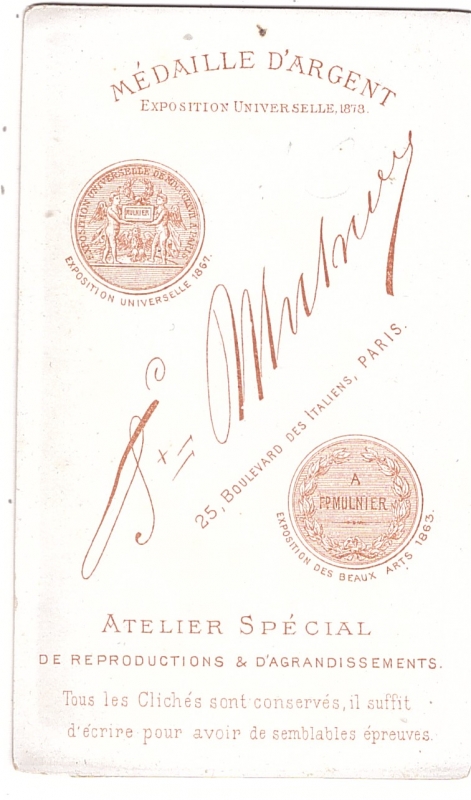 MÉDAILLE D'ARGENT
EXPOSITION UNIVERSELLE, 1878.
EXPOSITION UNIVERSELLE DE
MULNIER
EXPOSITION UNIVERSELLE 1867.
Mulnier
25, BOULEVARD DES ITALIENS, PARIS.
A
FD MULNIER
EXPOSITION DES BEAUX ARTS 1863.
ATELIER SPÉCIAL
DE REPRODUCTIONS & D'AGRANDISSEMENTS.
Tous les Clichés sont conservés, il suffit
d'écrire pour avoir de semblables épreuves.